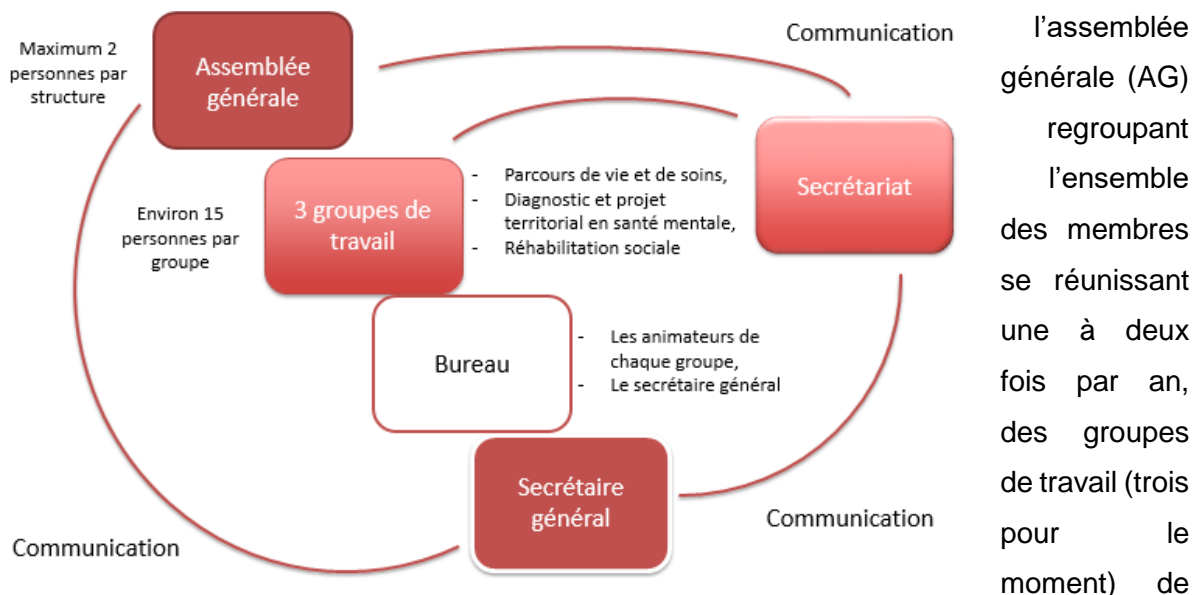 Communication
Maximum 2
personnes par
structure
Assemblée
générale
Environ 15
personnes par
groupe
3 groupes de
travail
- Parcours de vie et de soins,
- Diagnostic et projet
territorial en santé mentale,
- Réhabilitation sociale
Secrétariat
Bureau
- Les animateurs de
chaque groupe,
- Le secrétaire général
Secrétaire
général
Communication
Communication
l’assemblée
générale (AG)
regroupant
l’ensemble
des membres
se réunissant
une à deux
fois par an,
des groupes
de travail (trois
pour le
moment) de